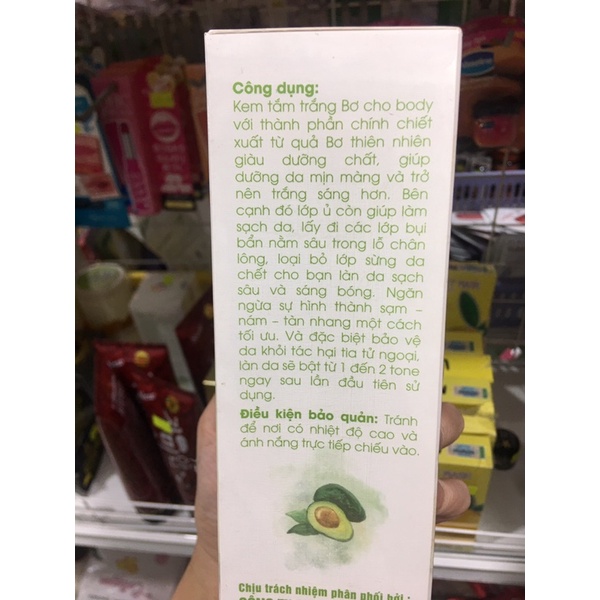 Công dụng:
Kem tắm trắng Bơ cho body
với thành phần chính chiết
xuất từ quả Bơ thiên nhiên
giàu dưỡng chất, giúp
dưỡng da mịn màng và trở
nên trắng sáng hơn. Bên
cạnh đó lớp ủ còn giúp làm
sạch da, lấy đi các lớp bụi
bẩn nằm sâu trong lỗ chân
lông, loại bỏ lớp sừng da
chết cho bạn làn da sạch
sâu và sáng bóng. Ngăn
ngừa sự hình thành sạm –
nám – tàn nhang một cách
tối ưu. Và đặc biệt bảo vệ
da khỏi tác hại tia tử ngoại,
làn da sẽ bật từ 1 đến 2 tone
ngay sau lần đầu tiên sử
dụng.
Điều kiện bảo quản: Tránh
để nơi có nhiệt độ cao và
ánh nắng trực tiếp chiếu vào.
Chịu trách nhiệm phân phối bởi :